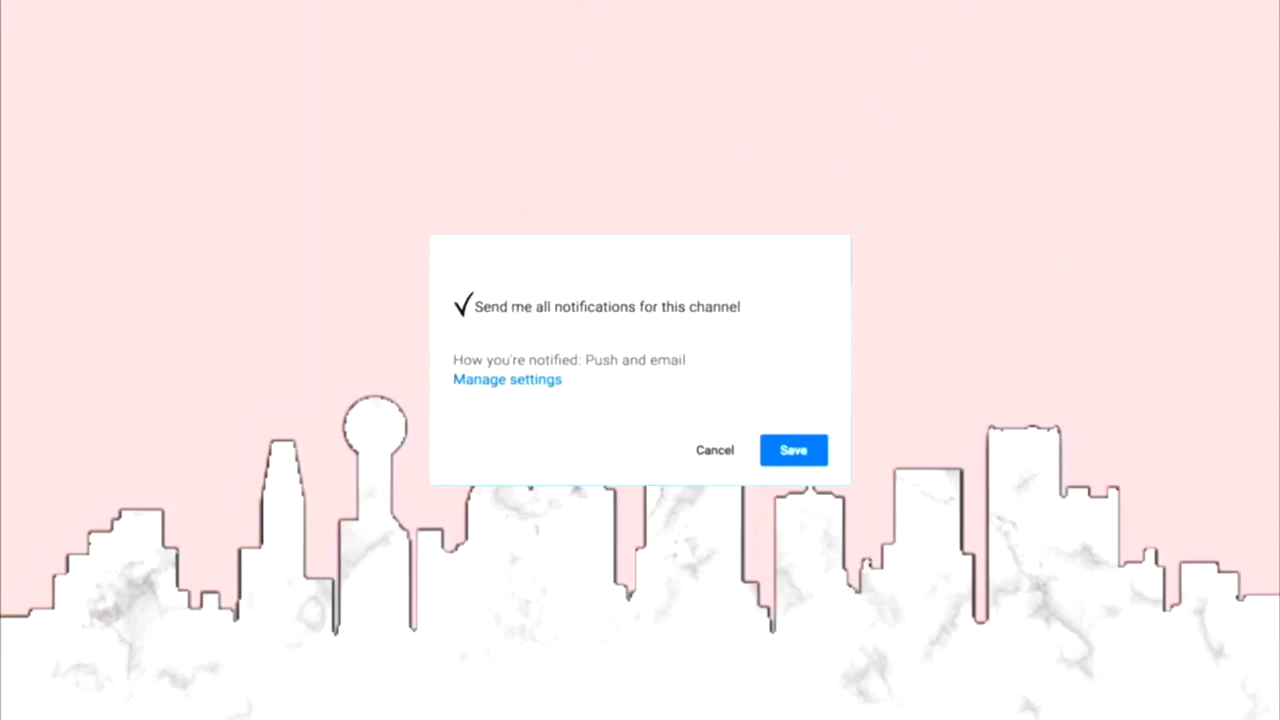 Send me all notifications for this channel
How you're notified: Push and email
Manage settings
Cancel Save